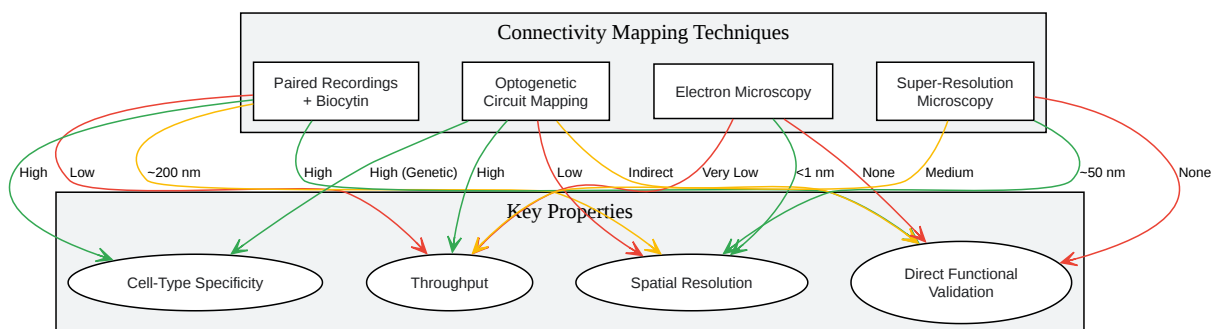 Connectivity Mapping Techniques
Paired Recordings
+ Biocytin
Optogenetic
Circuit Mapping
Electron Microscopy
Super-Resolution
Microscopy
High
Low
~200 nm
High (Genetic)
High
High
Low
Indirect
Very Low
<1 nm
None
Medium
~50 nm
None
Key Properties
Cell-Type Specificity
Throughput
Spatial Resolution
Direct Functional
Validation